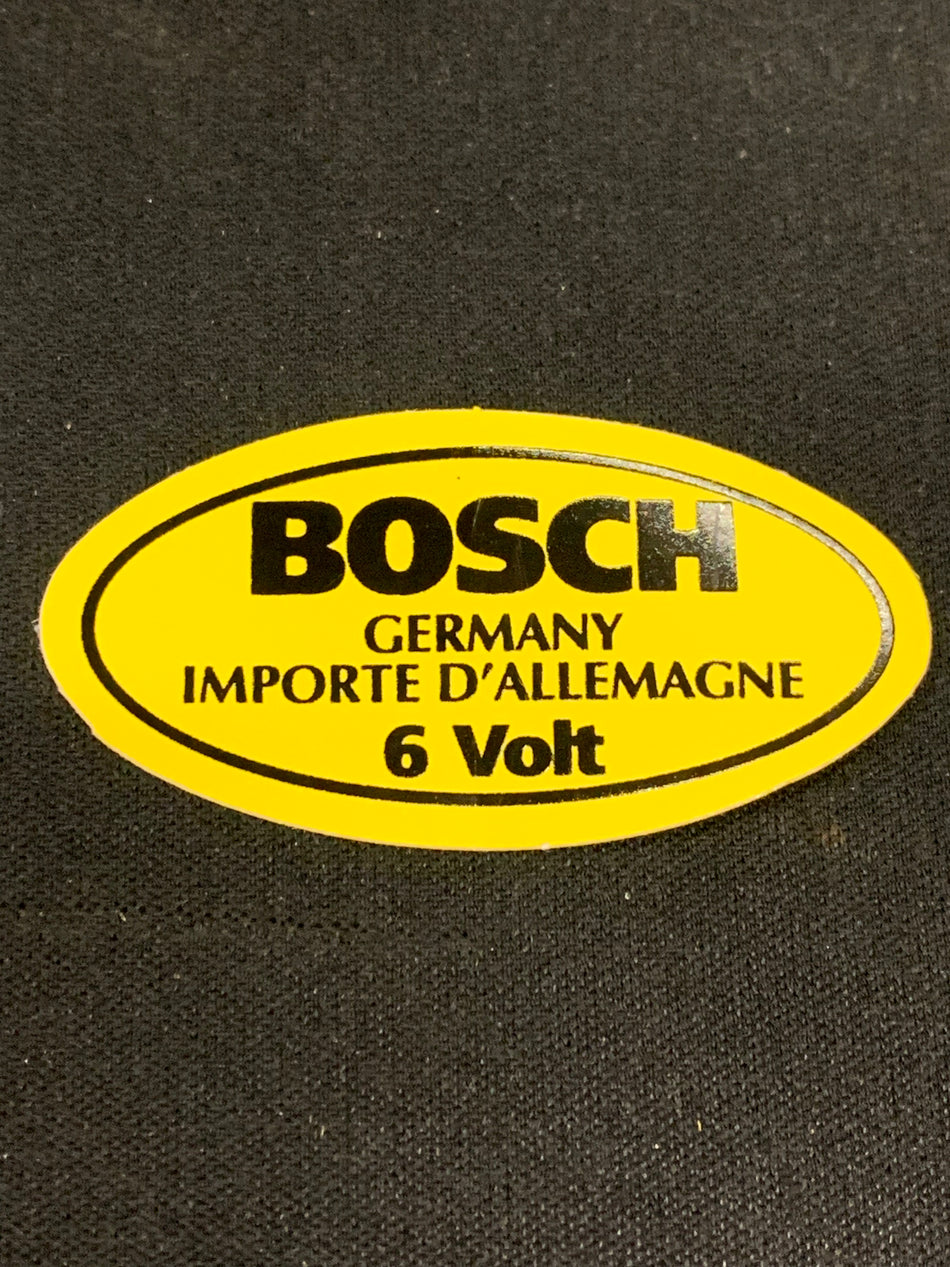 BOSCH
GERMANY
IMPORTE D'ALLEMAGNE
6 Volt